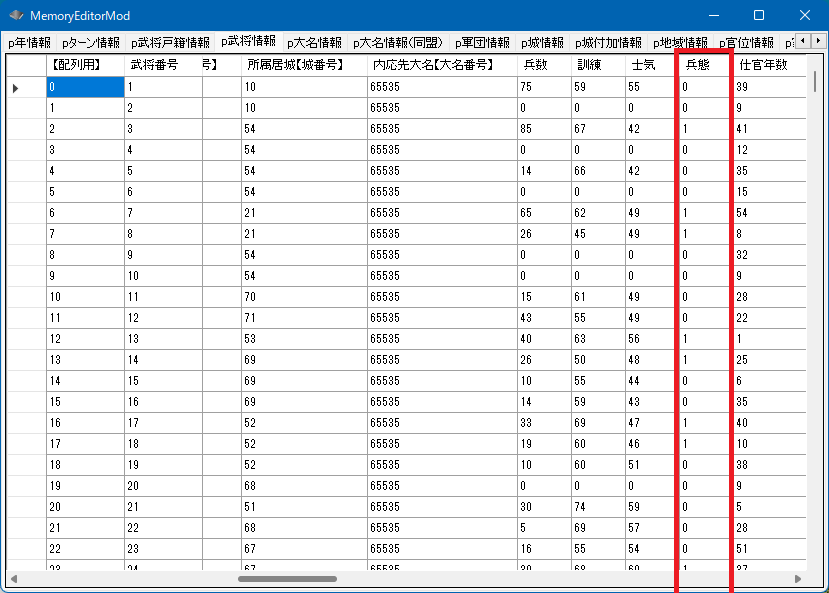 MemoryEditorMod
p年情報 pターン情報 p武将戸籍情報 p武将情報 p大名情報 p大名情報(同盟) p軍団情報 p城情報 p城付加情報 p地域情報 p官位情報
【配列用】 武将番号 号】 所属居城【城番号】 内応先大名【大名番号】 兵数 訓練 士気 兵態 仕官年数
0 1 10 65535 75 59 55 0 39
1 2 10 65535 0 0 0 0 9
2 3 54 65535 85 67 42 1 41
3 4 54 65535 0 0 0 0 12
4 5 54 65535 14 66 42 0 35
5 6 54 65535 0 0 0 0 15
6 7 21 65535 65 62 49 1 54
7 8 21 65535 26 45 49 1 8
8 9 54 65535 0 0 0 0 32
9 10 54 65535 0 0 0 0 9
10 11 70 65535 15 61 49 0 28
11 12 71 65535 43 55 49 0 22
12 13 53 65535 40 63 56 1 1
13 14 69 65535 26 50 48 1 25
14 15 69 65535 10 55 44 0 6
15 16 69 65535 14 59 43 0 35
16 17 52 65535 33 69 47 1 40
17 18 52 65535 19 60 46 1 10
18 19 52 65535 10 60 51 0 38
19 20 68 65535 0 0 0 0 9
20 21 51 65535 30 74 59 0 5
21 22 68 65535 5 69 57 0 28
22 23 67 65535 16 55 54 0 51
23 24 67 65535 30 68 60 1 37